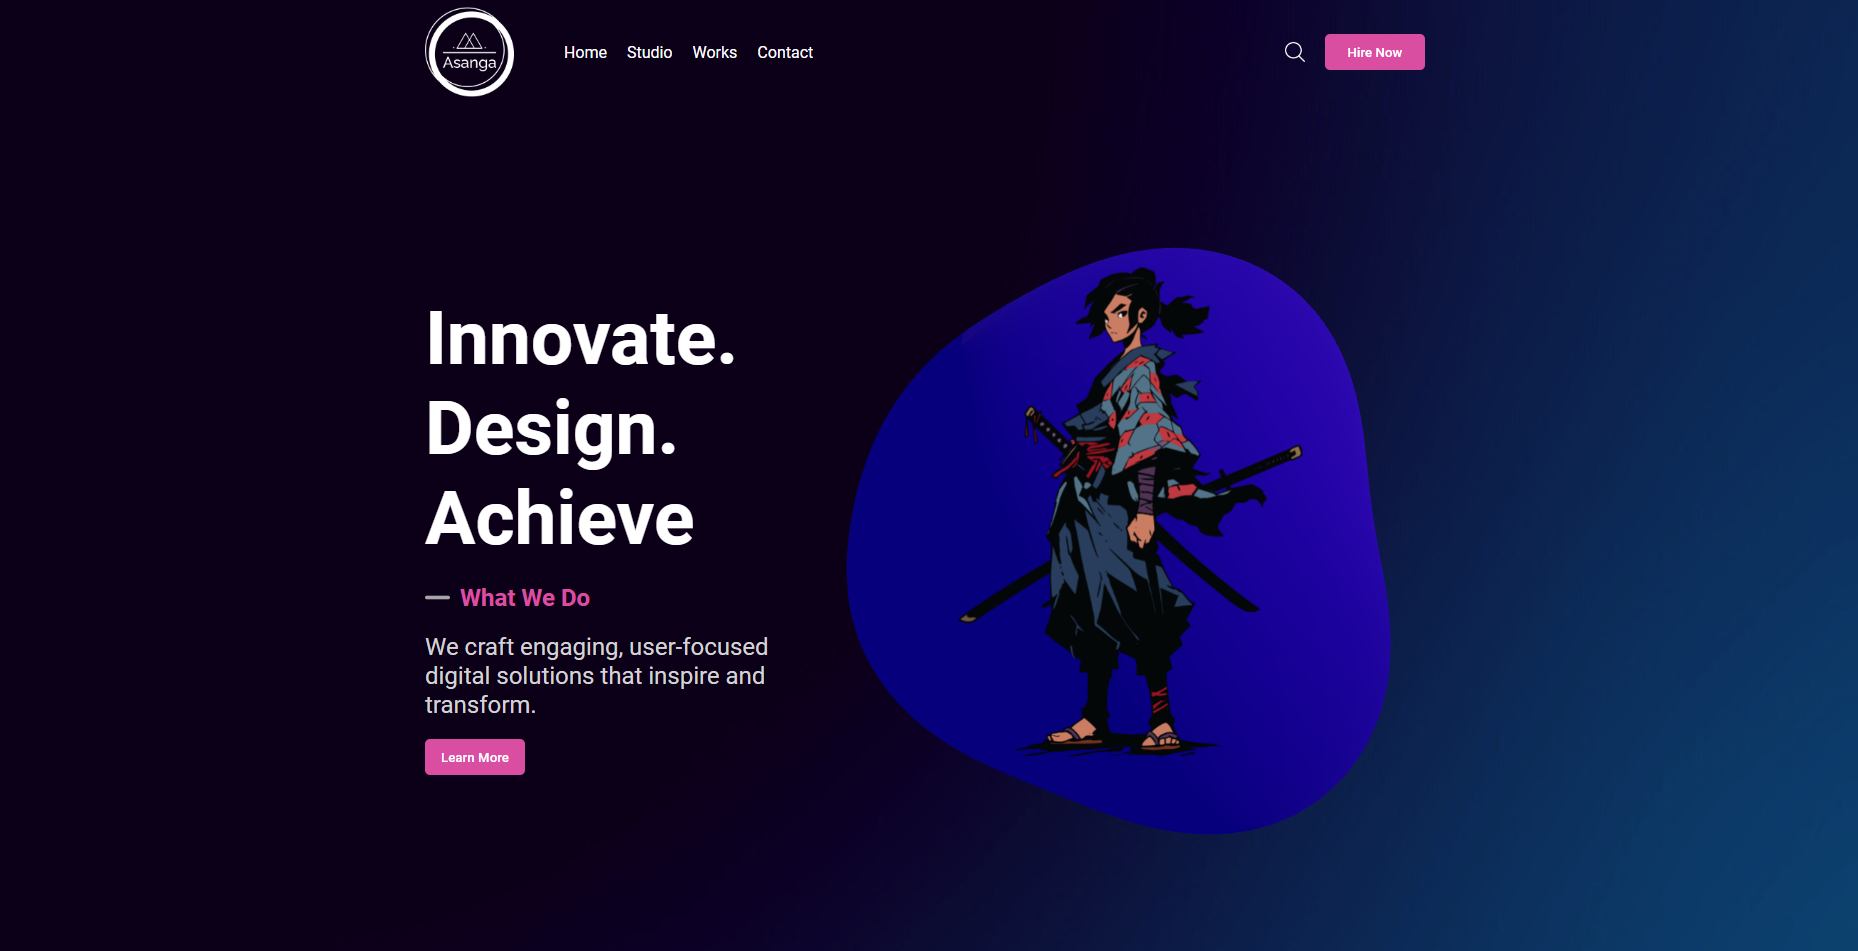 Asanga
Home Studio Works Contact
Hire Now
Innovate.
Design.
Achieve
What We Do
We craft engaging, user-focused
digital solutions that inspire and
transform.
Learn More